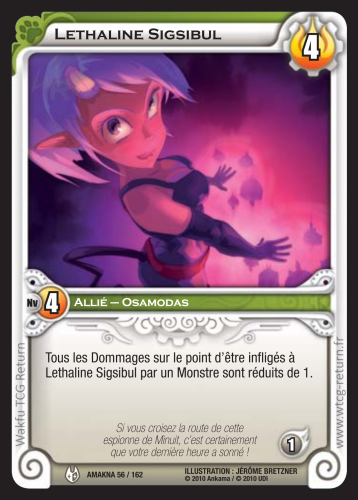 Lethaline Sigsibul
4
Nv 4 Allié – Osamodas
Tous les Dommages sur le point d'être infligés à
Lethaline Sigsibul par un Monstre sont réduits de 1.
Wakfu TCG Return
www.wtcg-return.fr
Si vous croisez la route de cette
espionne de Minuit, c'est certainement
que votre dernière heure a sonné !
1
AMAKNA 56 / 162
ILLUSTRATION : JÉRÔME BRETZNER
© 2010 Ankama / © 2010 UDI